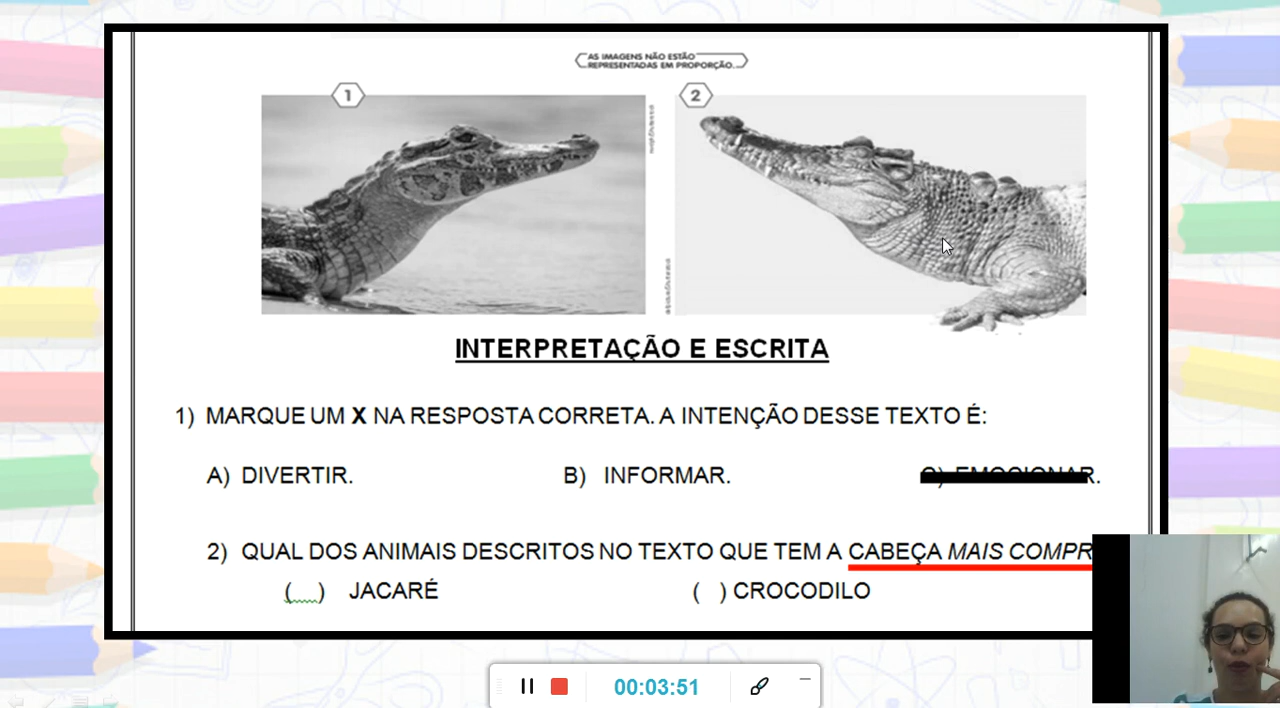 AS IMAGENS NÃO ESTÃO
REPRESENTADAS EM PROPORÇÃO.
1
2
INTERPRETAÇÃO E ESCRITA
1) MARQUE UM X NA RESPOSTA CORRETA. A INTENÇÃO DESSE TEXTO É:
A) DIVERTIR. B) INFORMAR. C) EMOCIONAR.
2) QUAL DOS ANIMAIS DESCRITOS NO TEXTO QUE TEM A CABEÇA MAIS COMPR
(...) JACARÉ ( ) CROCODILO
00:03:51